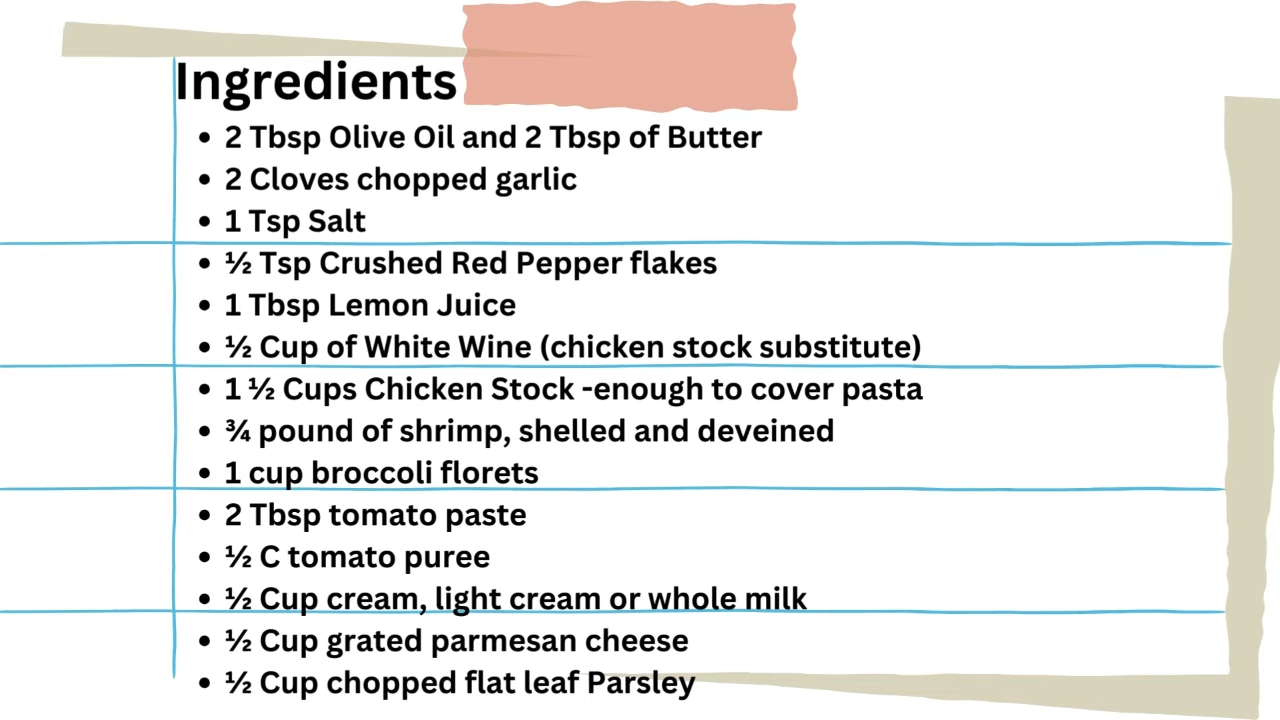 Ingredients
• 2 Tbsp Olive Oil and 2 Tbsp of Butter
• 2 Cloves chopped garlic
• 1 Tsp Salt
• ½ Tsp Crushed Red Pepper flakes
• 1 Tbsp Lemon Juice
• ½ Cup of White Wine (chicken stock substitute)
• 1 ½ Cups Chicken Stock -enough to cover pasta
• ¾ pound of shrimp, shelled and deveined
• 1 cup broccoli florets
• 2 Tbsp tomato paste
• ½ C tomato puree
• ½ Cup cream, light cream or whole milk
• ½ Cup grated parmesan cheese
• ½ Cup chopped flat leaf Parsley